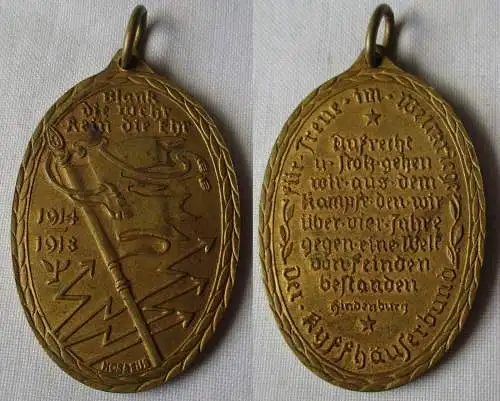 Blank
die Wehr
Rein die Ehr
1914
1918
HOSAEUS
Für Treue · im · Weltkriege
Aufrecht
u · stolz · gehen
wir · aus · dem
Kampfe · den · wir
über · vier · Jahre
gegen · eine · Welt
von · feinden
bestanden
Hindenburg
Der · Kyffhäuserbund